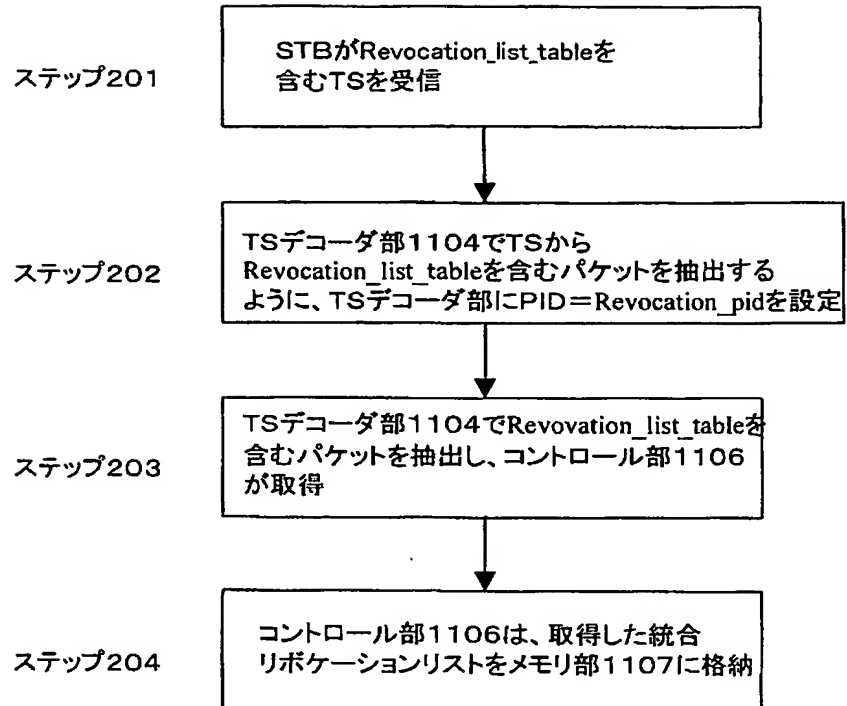 ステップ201
STBがRevocation_list_tableを
含むTSを受信
ステップ202
TSデコーダ部1104でTSから
Revocation_list_tableを含むパケットを抽出する
ように、TSデコーダ部にPID=Revocation_pidを設定
ステップ203
TSデコーダ部1104でRevovation_list_tableを
含むパケットを抽出し、コントロール部1106
が取得
ステップ204
コントロール部1106は、取得した統合
リボケーションリストをメモリ部1107に格納